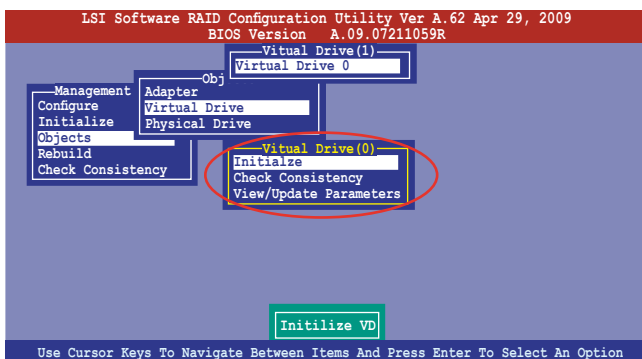 LSI Software RAID Configuration Utility Ver A.62 Apr 29, 2009
BIOS Version A.09.07211059R
Vitual Drive(1)
Virtual Drive 0
Obj
Adapter
Virtual Drive
Physical Drive
Management
Configure
Initialize
Objects
Rebuild
Check Consistency
Vitual Drive(0)
Initialze
Check Consistency
View/Update Parameters
Initilize VD
Use Cursor Keys To Navigate Between Items And Press Enter To Select An Option